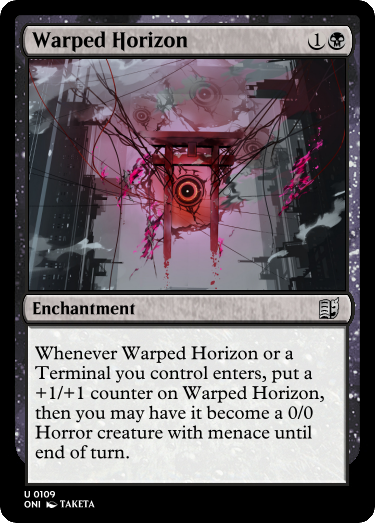 Warped Horizon 1
Enchantment
Whenever Warped Horizon or a
Terminal you control enters, put a
+1/+1 counter on Warped Horizon,
then you may have it become a 0/0
Horror creature with menace until
end of turn.
U 0109
ONI TAKETA